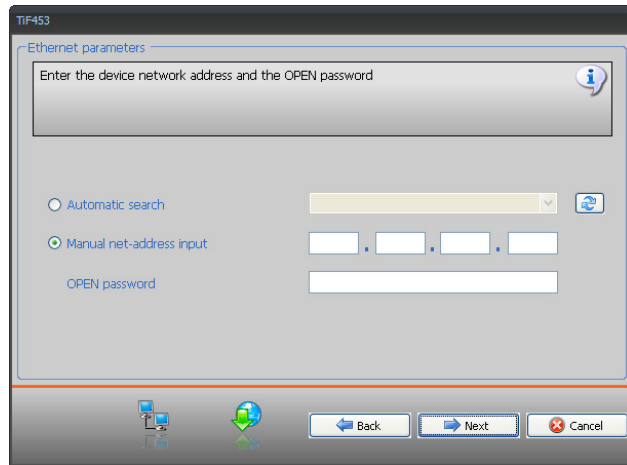 TiF453
Ethernet parameters
Enter the device network address and the OPEN password
Automatic search
Manual net-address input
. . .
OPEN password
Back Next Cancel